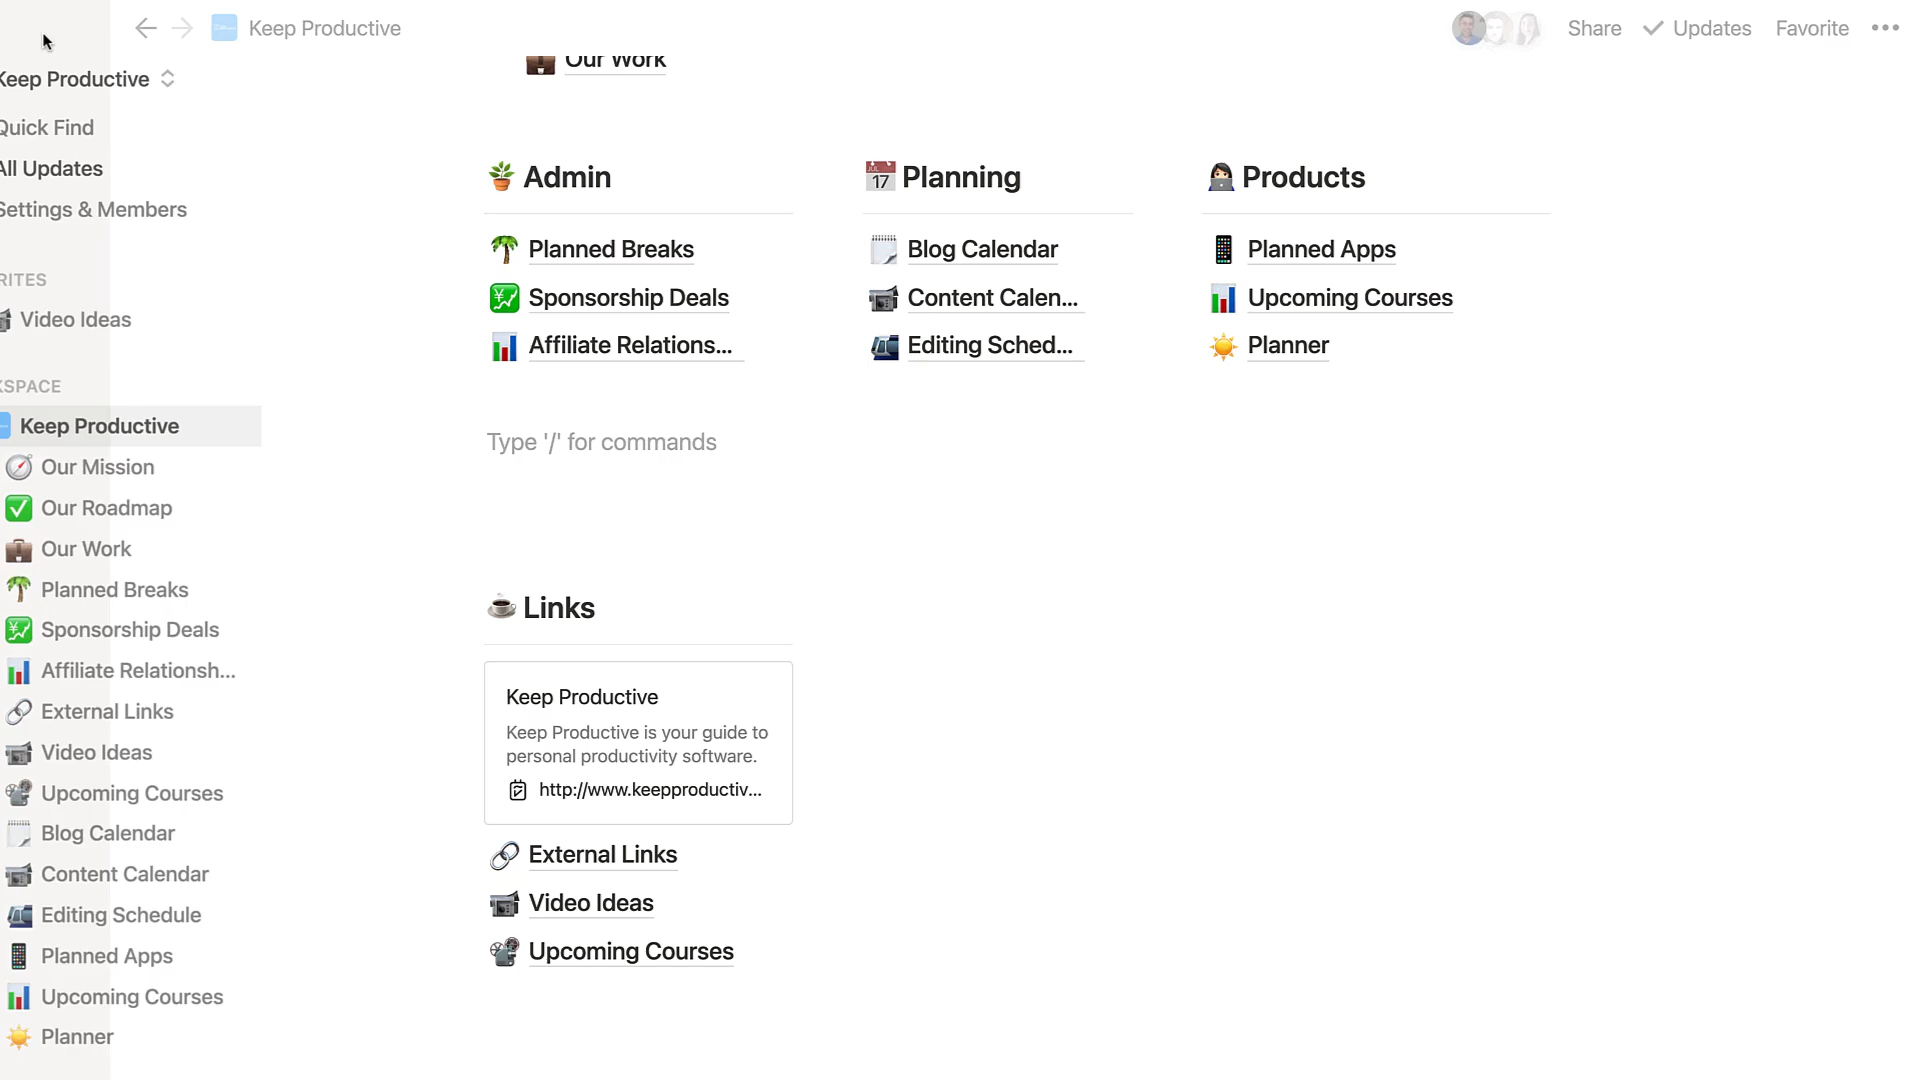 Keep Productive
Share
Updates
Favorite
Keep Productive
Quick Find
All Updates
Settings & Members
RITES
Video Ideas
KSPACE
Keep Productive
Our Mission
Our Roadmap
Our Work
Planned Breaks
Sponsorship Deals
Affiliate Relationsh...
External Links
Video Ideas
Upcoming Courses
Blog Calendar
Content Calendar
Editing Schedule
Planned Apps
Upcoming Courses
Planner
Our Work
Admin
Planned Breaks
Sponsorship Deals
Affiliate Relations...
Planning
Blog Calendar
Content Calen...
Editing Sched...
Products
Planned Apps
Upcoming Courses
Planner
Type '/' for commands
Links
Keep Productive
Keep Productive is your guide to
personal productivity software.
http://www.keepproductiv...
External Links
Video Ideas
Upcoming Courses
JUL
17